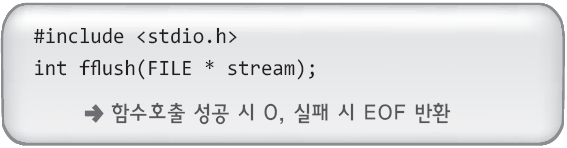 #include <stdio.h>
int fflush(FILE * stream);
➔ 함수호출 성공 시 0, 실패 시 EOF 반환